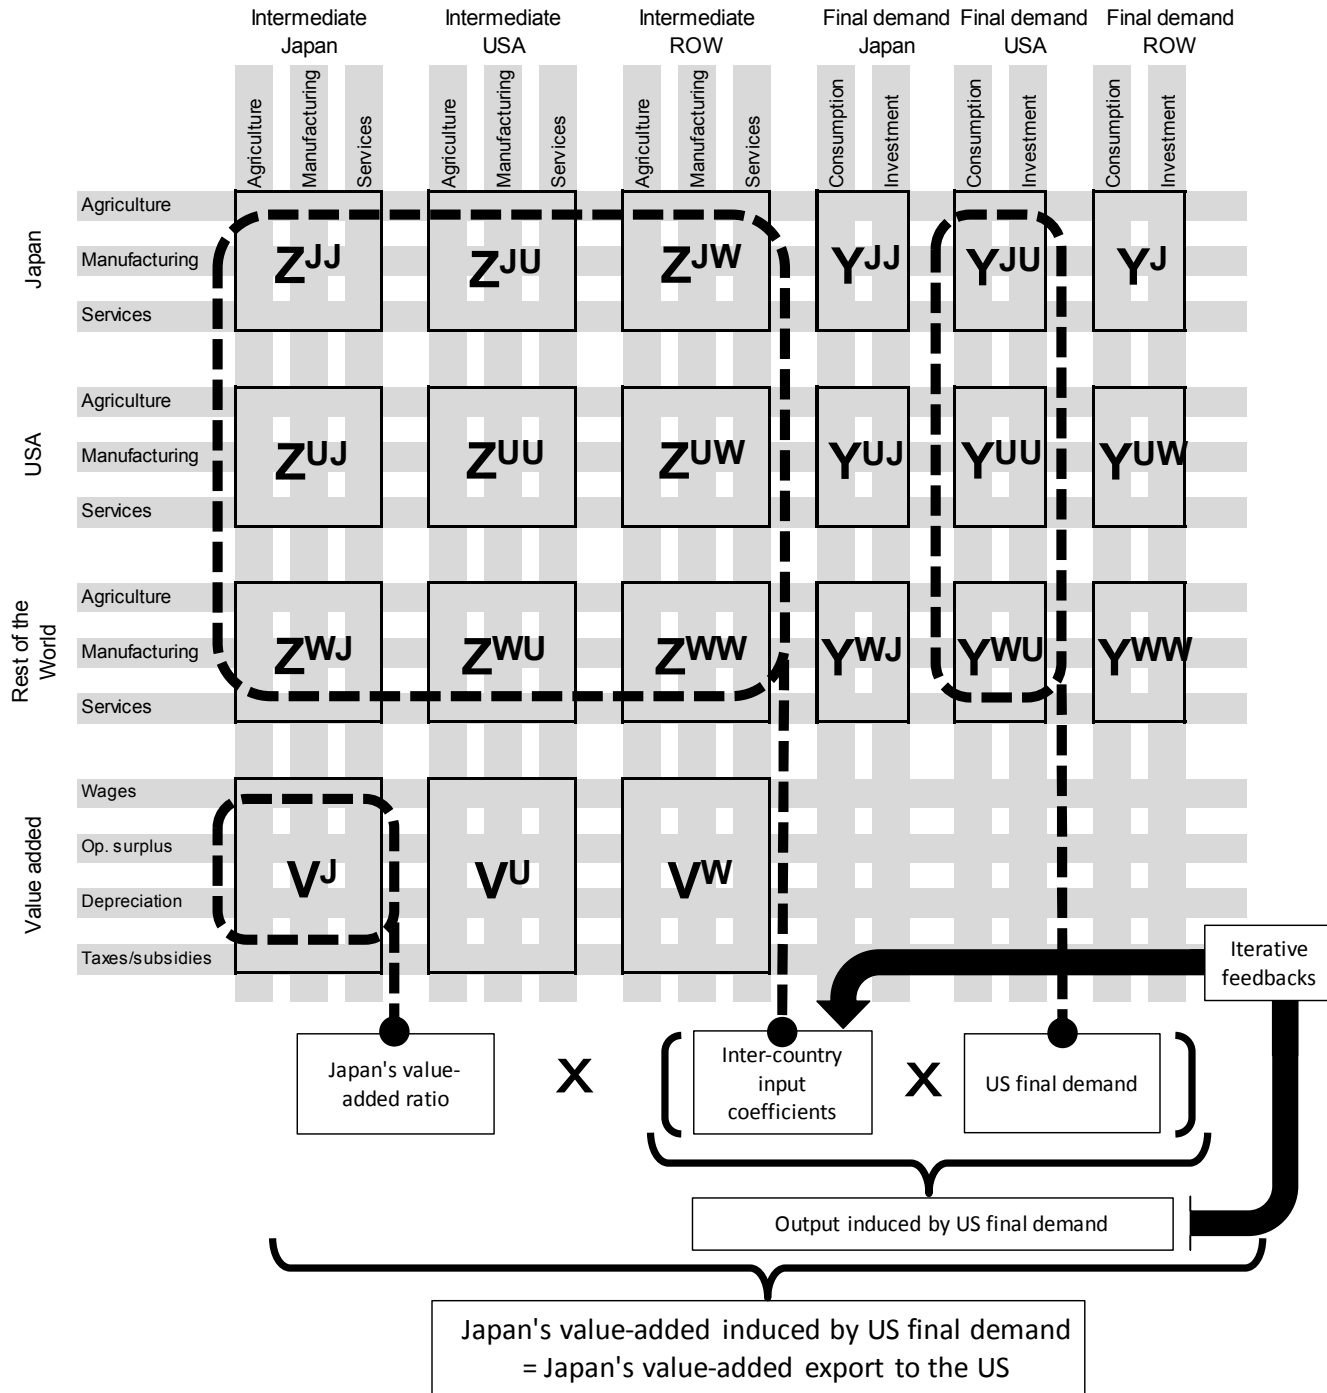 Intermediate Japan
Intermediate USA
Intermediate ROW
Final demand Japan
Final demand USA
Final demand ROW
Agriculture
Manufacturing
Services
Agriculture
Manufacturing
Services
Agriculture
Manufacturing
Services
Consumption
Investment
Consumption
Investment
Consumption
Investment
Japan
Agriculture
Manufacturing
Services
ZJJ ZJU ZJW YJJ YJU YJ
USA
Agriculture
Manufacturing
Services
ZUJ ZUU ZUW YUJ YUU YUW
Rest of the
World
Agriculture
Manufacturing
Services
ZWJ ZWU ZWW YWJ YWU YWW
Value added
Wages
Op. surplus
Depreciation
Taxes/subsidies
VJ VU VW
Iterative
feedbacks
Japan's value-
added ratio
X
Inter-country
input
coefficients
X
US final demand
Output induced by US final demand
Japan's value-added induced by US final demand
= Japan's value-added export to the US